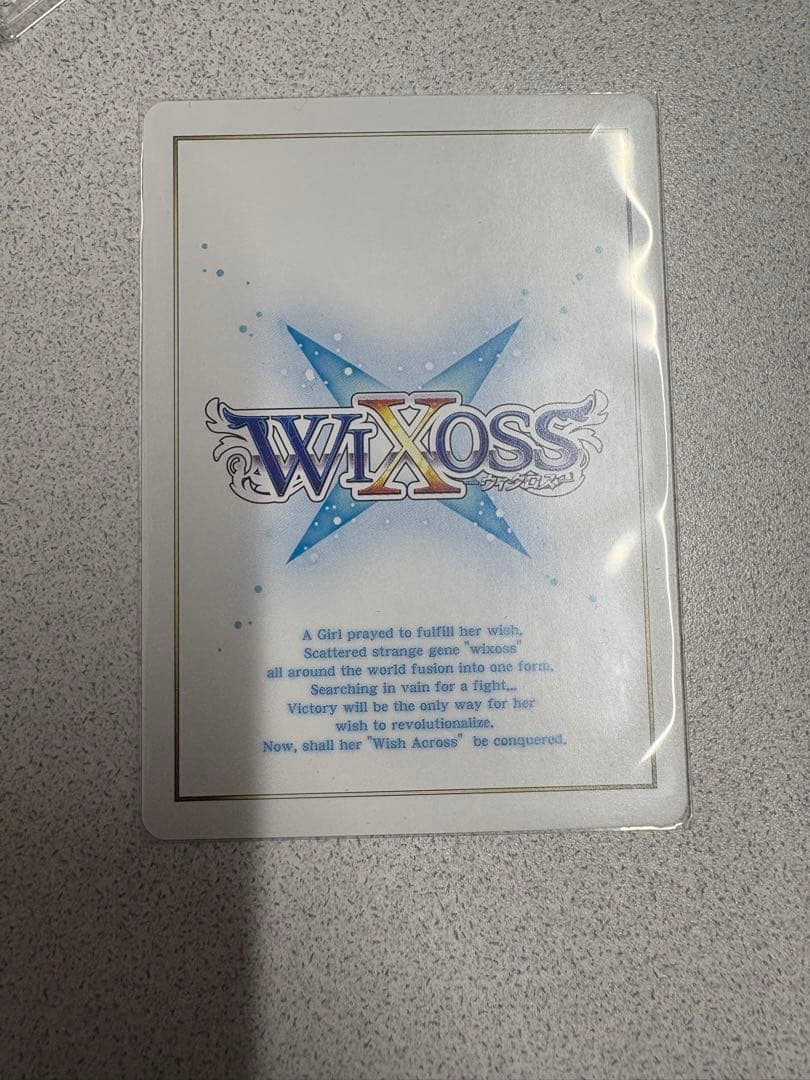 WIXOSS
－ウィクロス－
A Girl prayed to fulfill her wish.
Scattered strange gene "wixoss"
all around the world fusion into one form.
Searching in vain for a fight...
Victory will be the only way for her
wish to revolutionalize.
Now, shall her "Wish Across" be conquered.